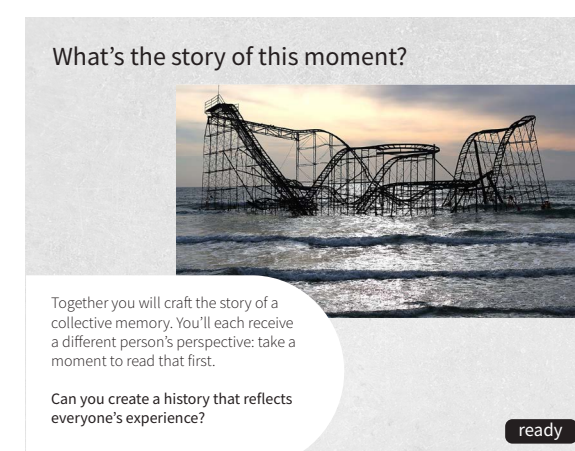 What’s the story of this moment?
Together you will craft the story of a
collective memory. You’ll each receive
a different person’s perspective: take a
moment to read that first.
Can you create a history that reflects
everyone’s experience?
ready